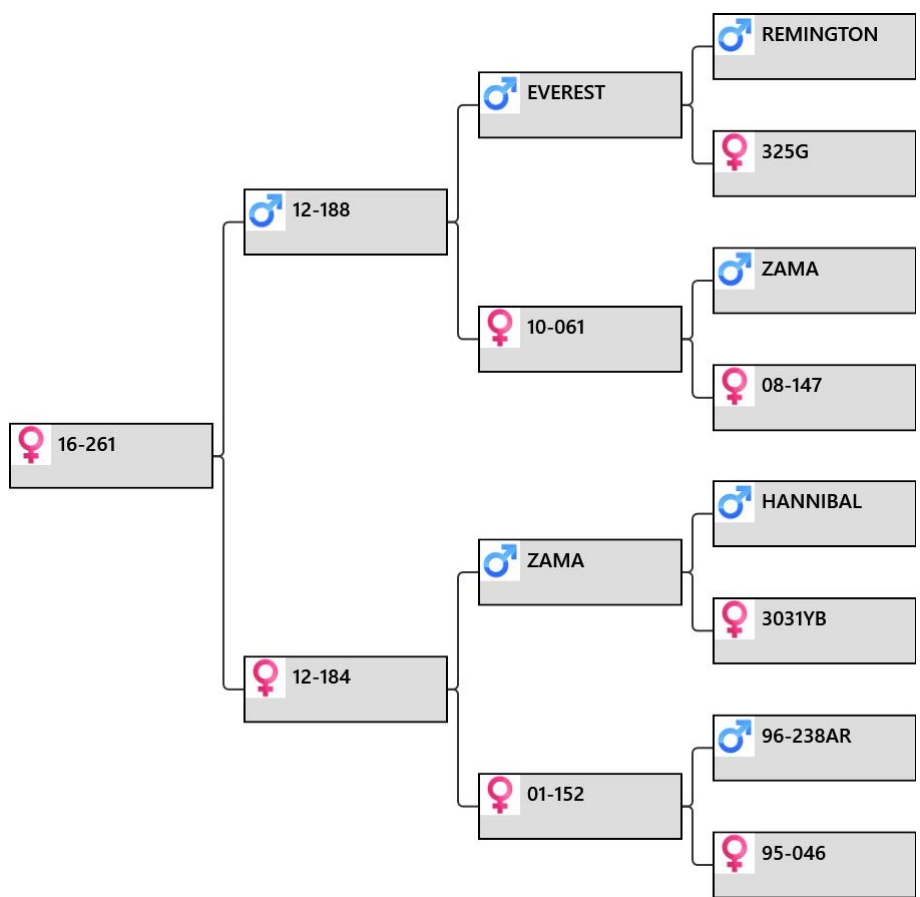 REMINGTON
EVEREST
325G
12-188
ZAMA
10-061
08-147
16-261
HANNIBAL
ZAMA
3031YB
12-184
96-238AR
01-152
95-046